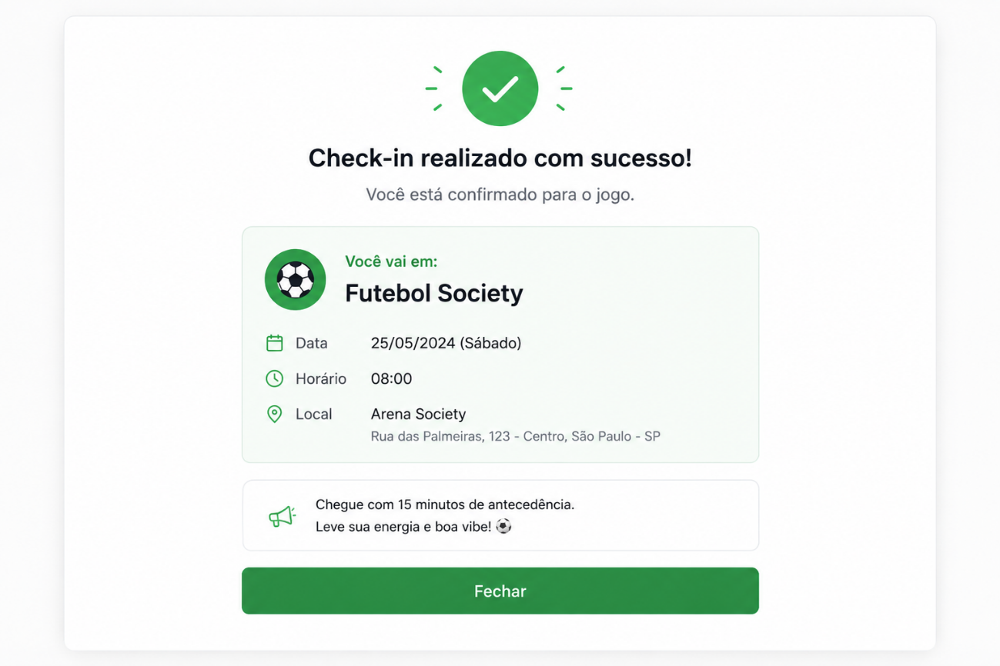 Check-in realizado com sucesso!
Você está confirmado para o jogo.
Você vai em:
Futebol Society
Data 25/05/2024 (Sábado)
Horário 08:00
Local Arena Society
Rua das Palmeiras, 123 - Centro, São Paulo - SP
Chegue com 15 minutos de antecedência.
Leve sua energia e boa vibe! ⚽
Fechar